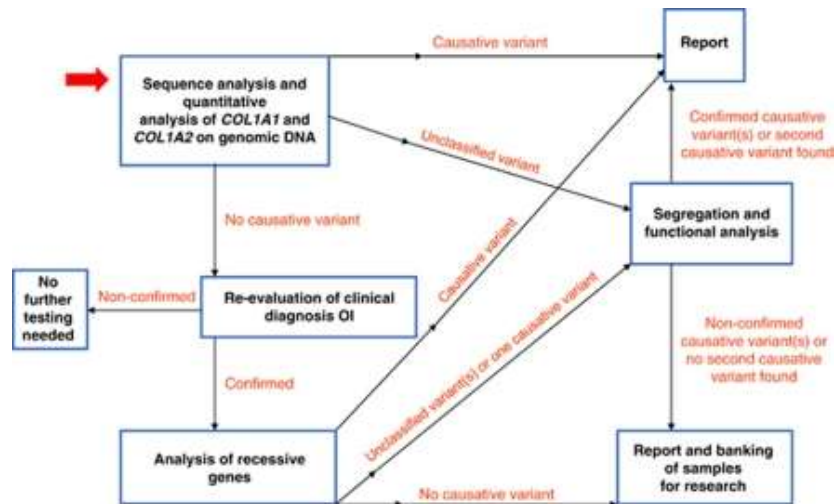 Causative variant
Report
Sequence analysis and
quantitative
analysis of COL1A1 and
COL1A2 on genomic DNA
Unclassified variant
Confirmed causative
variant(s) or second
causative variant found
No causative variant
Causative variant
Segregation and
functional analysis
No
further
testing
needed
Non-confirmed
Re-evaluation of clinical
diagnosis OI
Unclassified variant(s) or one causative variant
Non-confirmed
causative variant(s) or
no second causative
variant found
Confirmed
Analysis of recessive
genes
Report and banking
of samples
for research
No causative variant